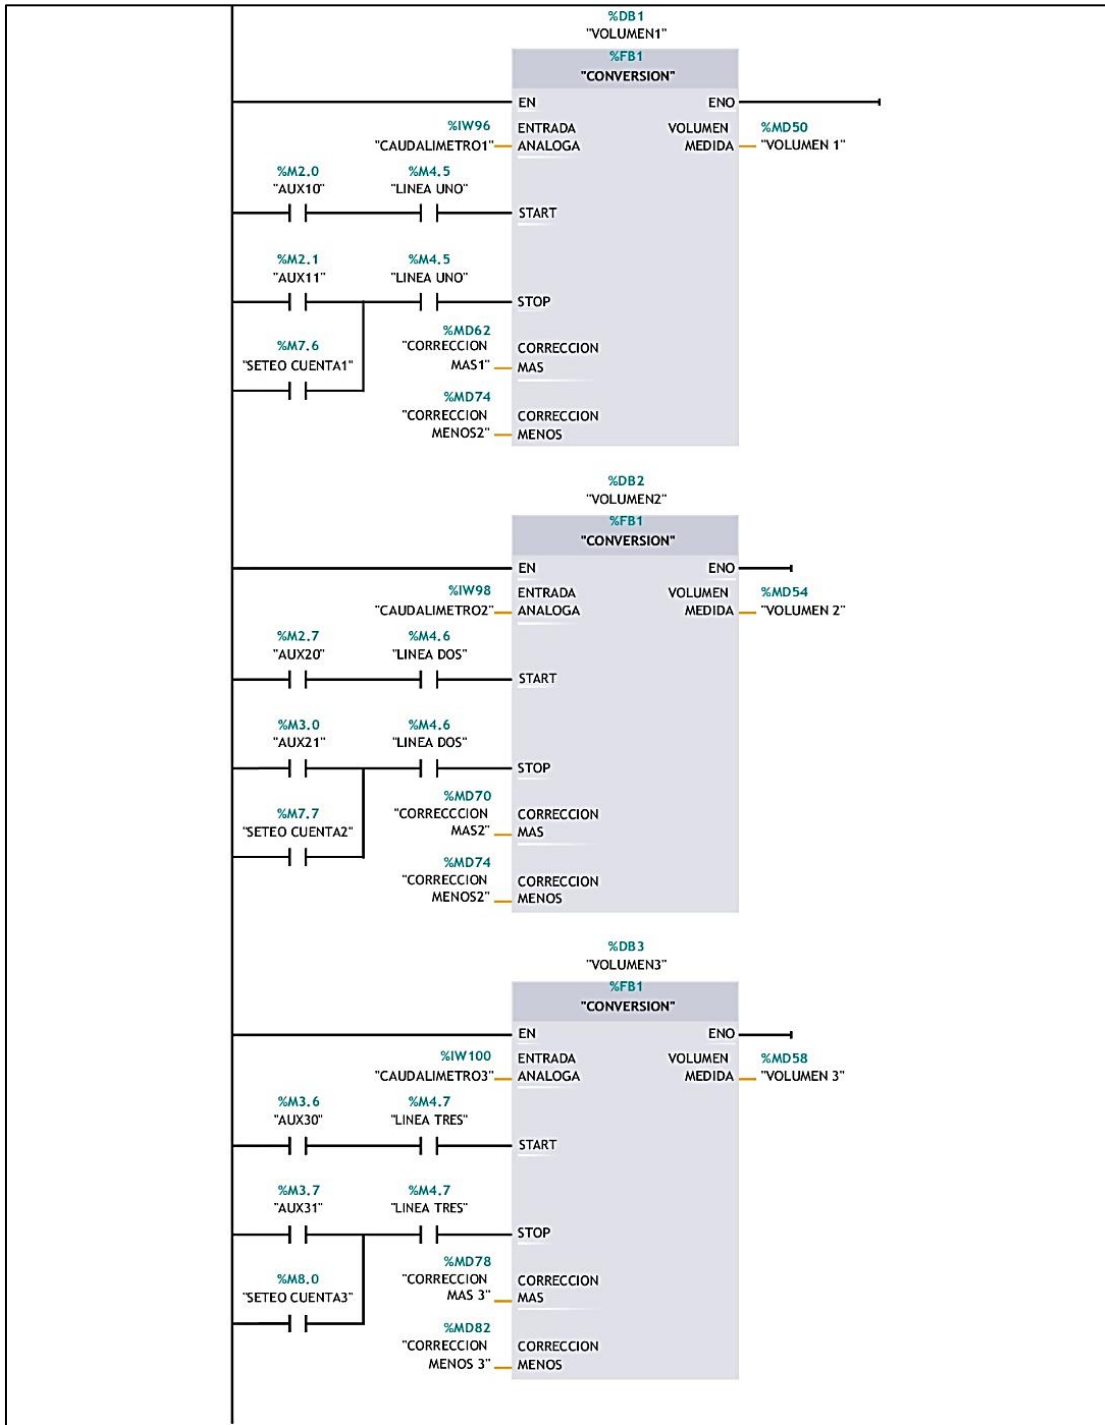 %DB1
"VOLUMEN1"
%FB1
"CONVERSION"
EN ENO
%IW96
"CAUDALIMETRO1"
ENTRADA
ANALOGA
VOLUMEN
MEDIDA
%MD50
"VOLUMEN 1"
%M2.0
"AUX10"
%M4.5
"LINEA UNO"
START
%M2.1
"AUX11"
%M4.5
"LINEA UNO"
STOP
%M7.6
"SETEO CUENTA1"
%MD62
"CORRECCION
MAS1"
CORRECCION
MAS
%MD74
"CORRECCION
MENOS2"
CORRECCION
MENOS
%DB2
"VOLUMEN2"
%FB1
"CONVERSION"
EN ENO
%IW98
"CAUDALIMETRO2"
ENTRADA
ANALOGA
VOLUMEN
MEDIDA
%MD54
"VOLUMEN 2"
%M2.7
"AUX20"
%M4.6
"LINEA DOS"
START
%M3.0
"AUX21"
%M4.6
"LINEA DOS"
STOP
%M7.7
"SETEO CUENTA2"
%MD70
"CORRECCCION
MAS2"
CORRECCION
MAS
%MD74
"CORRECCION
MENOS2"
CORRECCION
MENOS
%DB3
"VOLUMEN3"
%FB1
"CONVERSION"
EN ENO
%IW100
"CAUDALIMETRO3"
ENTRADA
ANALOGA
VOLUMEN
MEDIDA
%MD58
"VOLUMEN 3"
%M3.6
"AUX30"
%M4.7
"LINEA TRES"
START
%M3.7
"AUX31"
%M4.7
"LINEA TRES"
STOP
%M8.0
"SETEO CUENTA3"
%MD78
"CORRECCION
MAS 3"
CORRECCION
MAS
%MD82
"CORRECCION
MENOS 3"
CORRECCION
MENOS